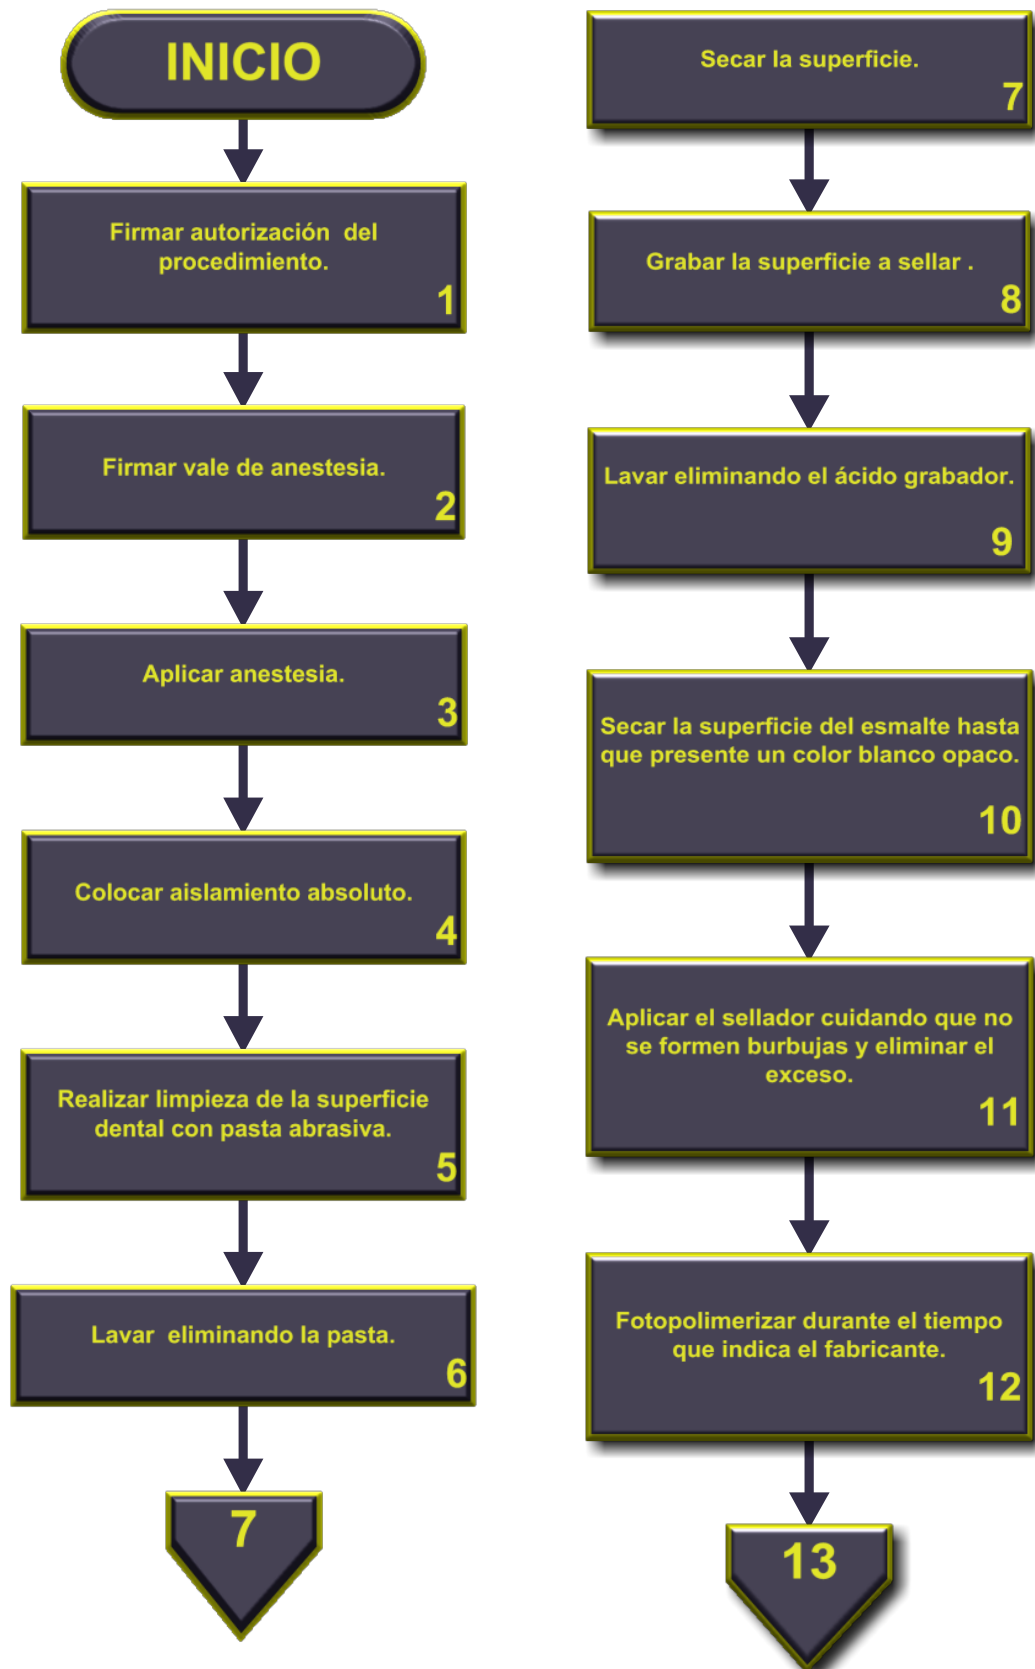 INICIO
Firmar autorización  del
procedimiento.
1
Firmar vale de anestesia.
2
Aplicar anestesia.
3
Colocar aislamiento absoluto.
4
Realizar limpieza de la superficie
dental con pasta abrasiva.
5
Lavar  eliminando la pasta.
6
7
Secar la superficie.
7
Grabar la superficie a sellar .
8
Lavar eliminando el ácido grabador.
9
Secar la superficie del esmalte hasta
que presente un color blanco opaco.
10
Aplicar el sellador cuidando que no
se formen burbujas y eliminar el
exceso.
11
Fotopolimerizar durante el tiempo
que indica el fabricante.
12
13